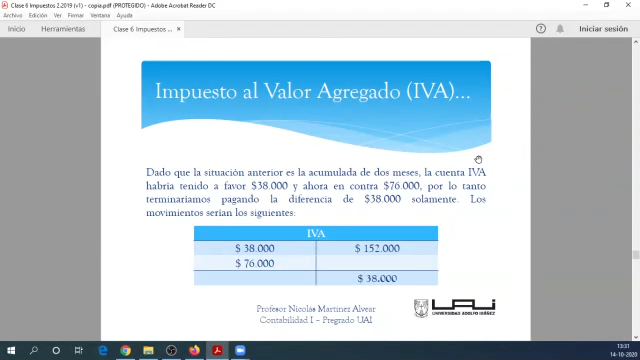 Clase 6 Impuestos 2.2019 (v1) - copia.pdf (PROTEGIDO) - Adobe Acrobat Reader DC
Archivo Edición Ver Firmar Ventana Ayuda
Inicio Herramientas Clase 6 Impuestos ... × Iniciar sesión
Impuesto al Valor Agregado (IVA)...
Dado que la situación anterior es la acumulada de dos meses, la cuenta IVA
habría tenido a favor $38.000 y ahora en contra $76.000, por lo tanto
terminaríamos pagando la diferencia de $38.000 solamente. Los
movimientos serían los siguientes:
IVA
$ 38.000 $ 152.000
$ 76.000
$ 38.000
Profesor Nicolás Martínez Alvear
Contabilidad I – Pregrado UAI
UAI
UNIVERSIDAD ADOLFO IBÁÑEZ
13:31
14-10-2020